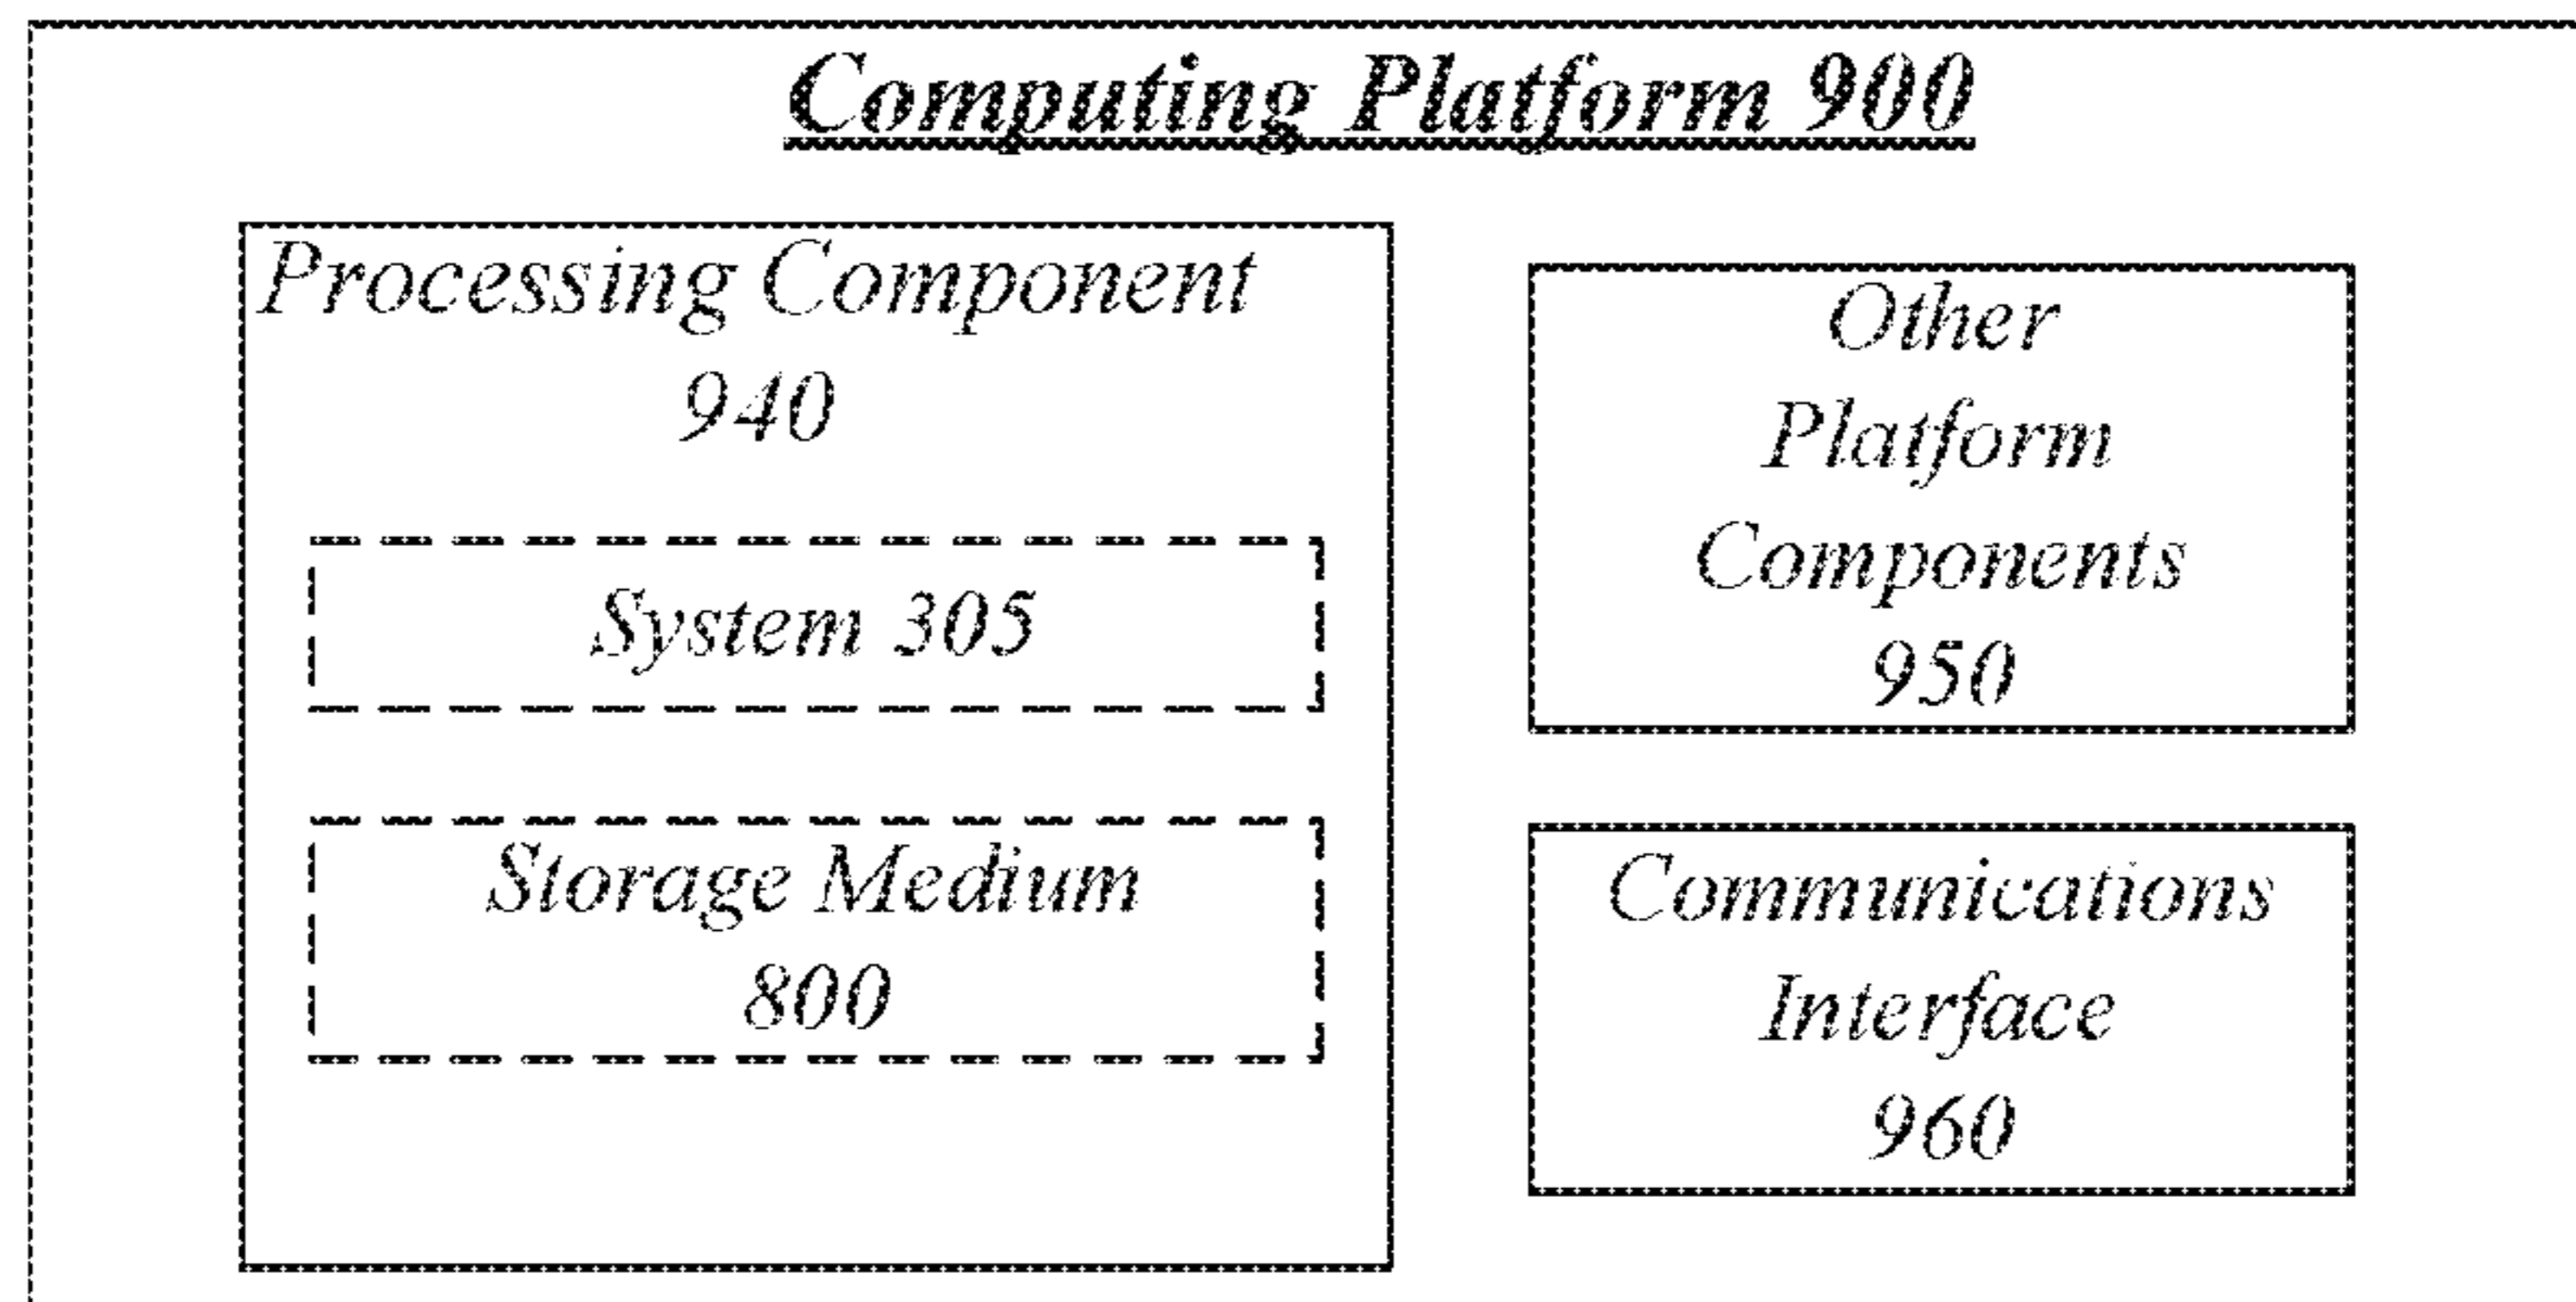 Computing Platform 900
Processing Component
940
System 305
Storage Medium
800
Other
Platform
Components
950
Communications
Interface
960